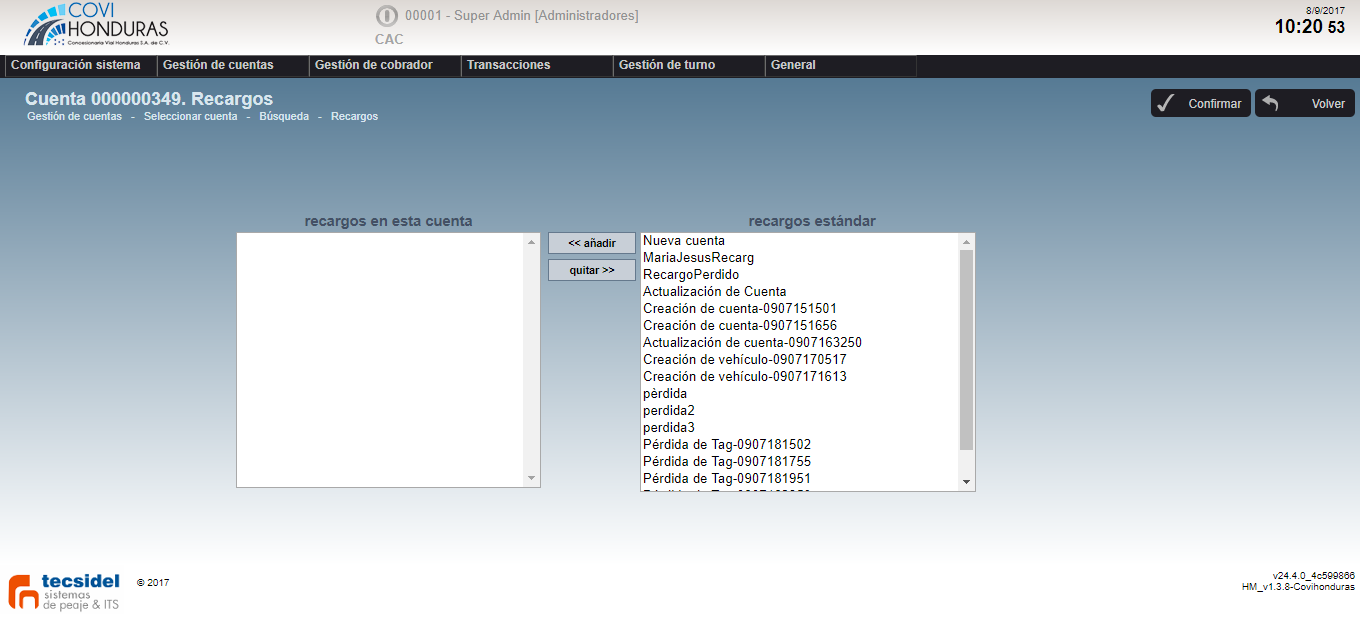 COVI
HONDURAS
Concesionaria Vial Honduras S.A. de C.V.
00001 - Super Admin [Administradores]
CAC
8/9/2017
10:20 53
Configuración sistema
Gestión de cuentas
Gestión de cobrador
Transacciones
Gestión de turno
General
Cuenta 000000349. Recargos
Gestión de cuentas - Seleccionar cuenta - Búsqueda - Recargos
Confirmar
Volver
recargos en esta cuenta
<< añadir
quitar >>
recargos estándar
Nueva cuenta
MariaJesusRecarg
RecargoPerdido
Actualización de Cuenta
Creación de cuenta-0907151501
Creación de cuenta-0907151656
Actualización de cuenta-0907163250
Creación de vehículo-0907170517
Creación de vehículo-0907171613
pèrdida
perdida2
perdida3
Pérdida de Tag-0907181502
Pérdida de Tag-0907181755
Pérdida de Tag-0907181951
tecsidel
sistemas
de peaje & ITS
© 2017
v24.4.0_4c599866
HM_v1.3.8-Covihonduras